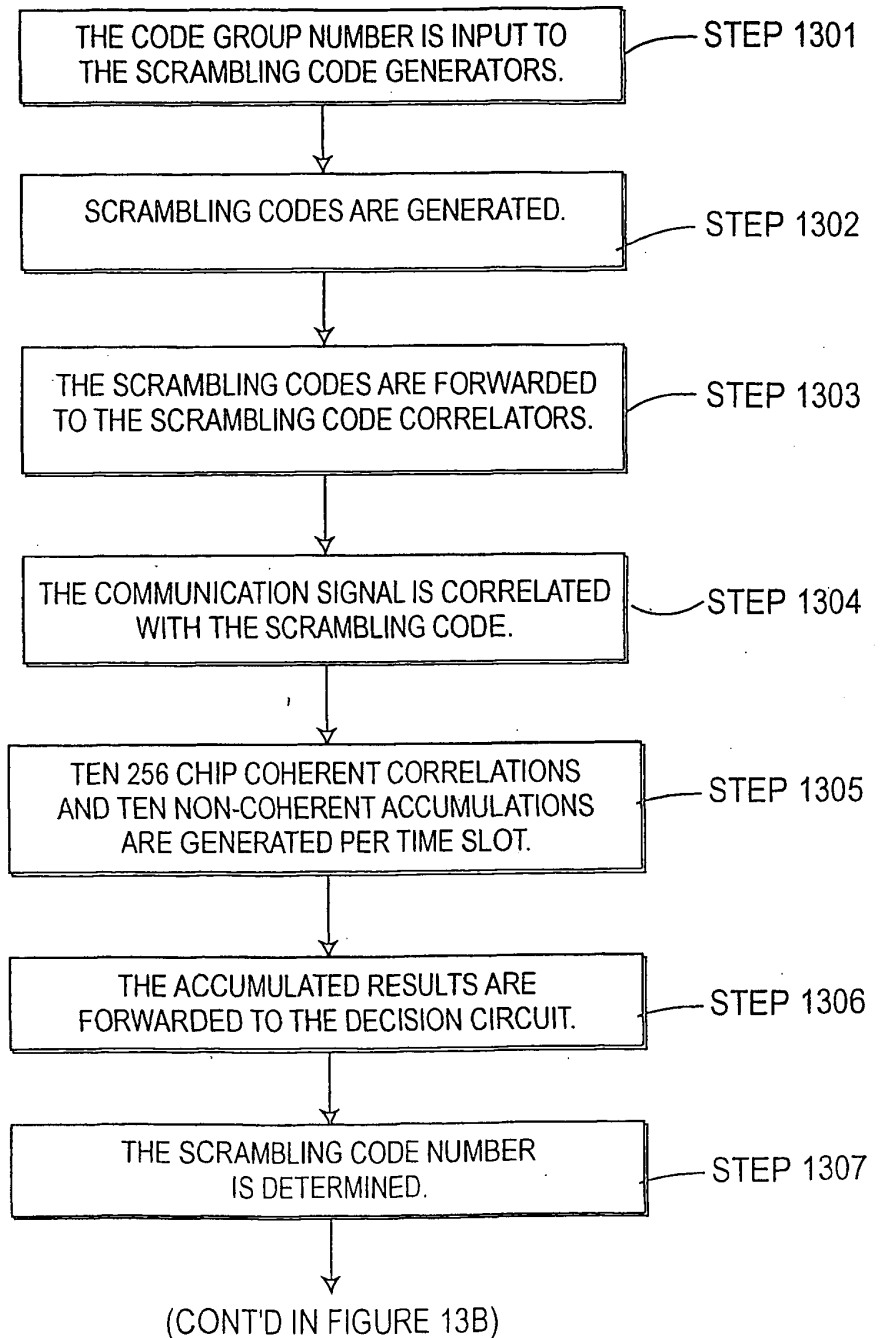 THE CODE GROUP NUMBER IS INPUT TO
THE SCRAMBLING CODE GENERATORS.
STEP 1301
SCRAMBLING CODES ARE GENERATED.
STEP 1302
THE SCRAMBLING CODES ARE FORWARDED
TO THE SCRAMBLING CODE CORRELATORS.
STEP 1303
THE COMMUNICATION SIGNAL IS CORRELATED
WITH THE SCRAMBLING CODE.
STEP 1304
TEN 256 CHIP COHERENT CORRELATIONS
AND TEN NON-COHERENT ACCUMULATIONS
ARE GENERATED PER TIME SLOT.
STEP 1305
THE ACCUMULATED RESULTS ARE
FORWARDED TO THE DECISION CIRCUIT.
STEP 1306
THE SCRAMBLING CODE NUMBER
IS DETERMINED.
STEP 1307
(CONT'D IN FIGURE 13B)